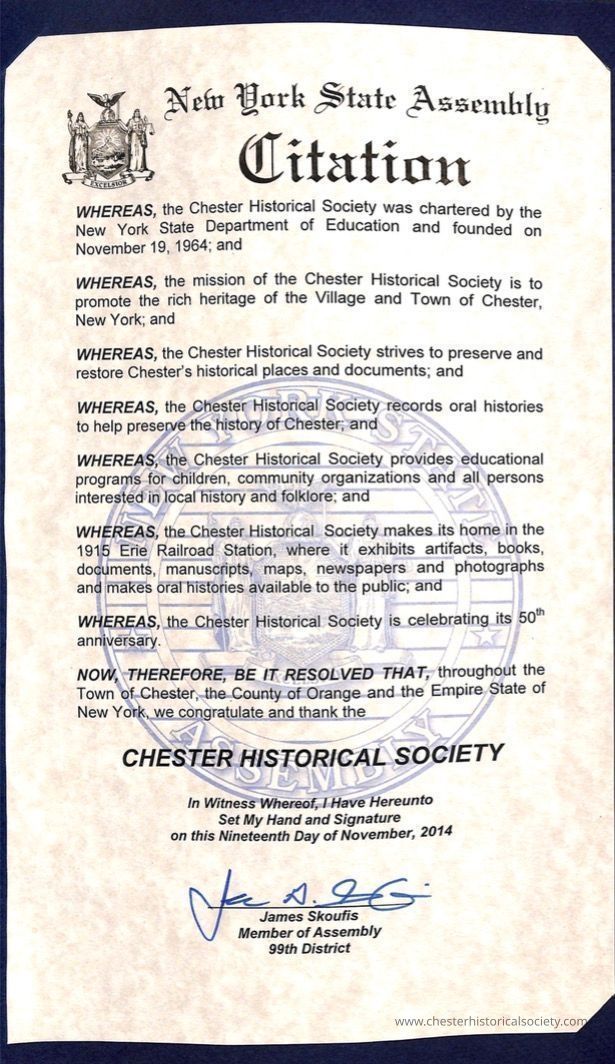 New York State Assembly
Citation
EXCELSIOR
WHEREAS, the Chester Historical Society was chartered by the
New York State Department of Education and founded on
November 19, 1964; and
WHEREAS, the mission of the Chester Historical Society is to
promote the rich heritage of the Village and Town of Chester,
New York; and
WHEREAS, the Chester Historical Society strives to preserve and
restore Chester's historical places and documents; and
WHEREAS, the Chester Historical Society records oral histories
to help preserve the history of Chester; and
WHEREAS, the Chester Historical Society provides educational
programs for children, community organizations and all persons
interested in local history and folklore; and
WHEREAS, the Chester Historical Society makes its home in the
1915 Erie Railroad Station, where it exhibits artifacts, books,
documents, manuscripts, maps, newspapers and photographs
and makes oral histories available to the public; and
WHEREAS, the Chester Historical Society is celebrating its 50th
anniversary.
NOW, THEREFORE, BE IT RESOLVED THAT, throughout the
Town of Chester, the County of Orange and the Empire State of
New York, we congratulate and thank the
CHESTER HISTORICAL SOCIETY
In Witness Whereof, I Have Hereunto
Set My Hand and Signature
on this Nineteenth Day of November, 2014
James Skoufis
Member of Assembly
99th District
NEW YORK STATE
ASSEMBLY
www.chesterhistoricalsociety.com